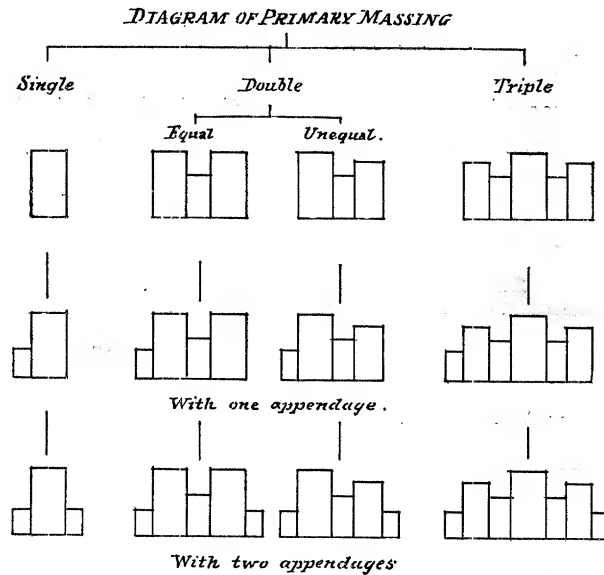 DIAGRAM OF PRIMARY MASSING
Single Double Triple
Equal Unequal.
With one appendage.
With two appendages